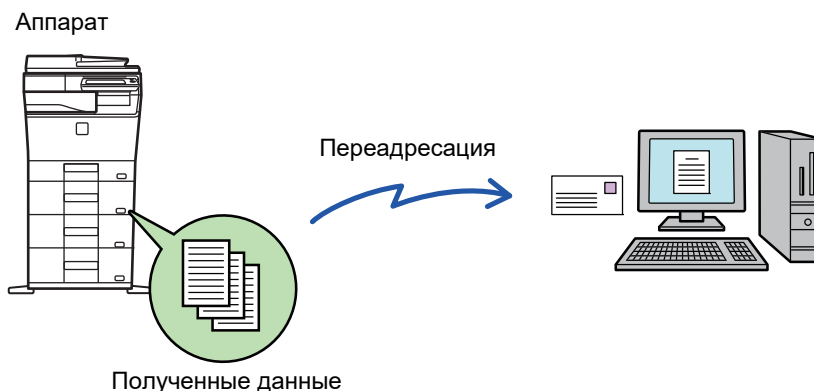 Аппарат
Переадресация
Полученные данные